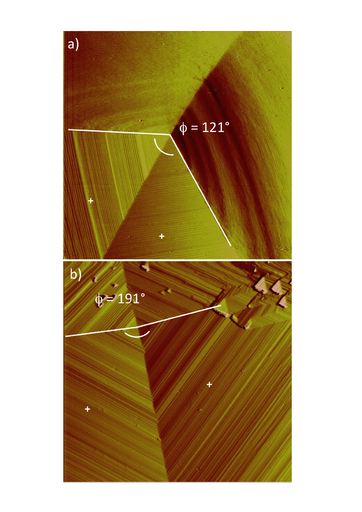 a)
ϕ = 121°
b)
ϕ = 191°